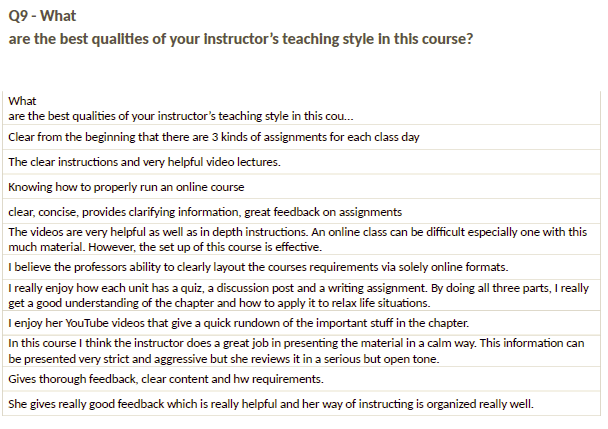 Q9 - What
are the best qualities of your instructor's teaching style in this course?
What
are the best qualities of your instructor's teaching style in this cou...
Clear from the beginning that there are 3 kinds of assignments for each class day
The clear instructions and very helpful video lectures.
Knowing how to properly run an online course
clear, concise, provides clarifying information, great feedback on assignments
The videos are very helpful as well as in depth instructions. An online class can be difficult especially one with this
much material. However, the set up of this course is effective.
I believe the professors ability to clearly layout the courses requirements via solely online formats.
I really enjoy how each unit has a quiz, a discussion post and a writing assignment. By doing all three parts, I really
get a good understanding of the chapter and how to apply it to relax life situations.
I enjoy her YouTube videos that give a quick rundown of the important stuff in the chapter.
In this course I think the instructor does a great job in presenting the material in a calm way. This information can
be presented very strict and aggressive but she reviews it in a serious but open tone.
Gives thorough feedback, clear content and hw requirements.
She gives really good feedback which is really helpful and her way of instructing is organized really well.